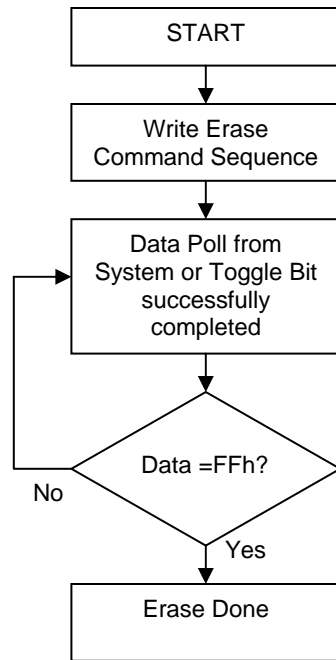 START
Write Erase
Command Sequence
Data Poll from
System or Toggle Bit
successfully
completed
Data =FFh?
No
Yes
Erase Done